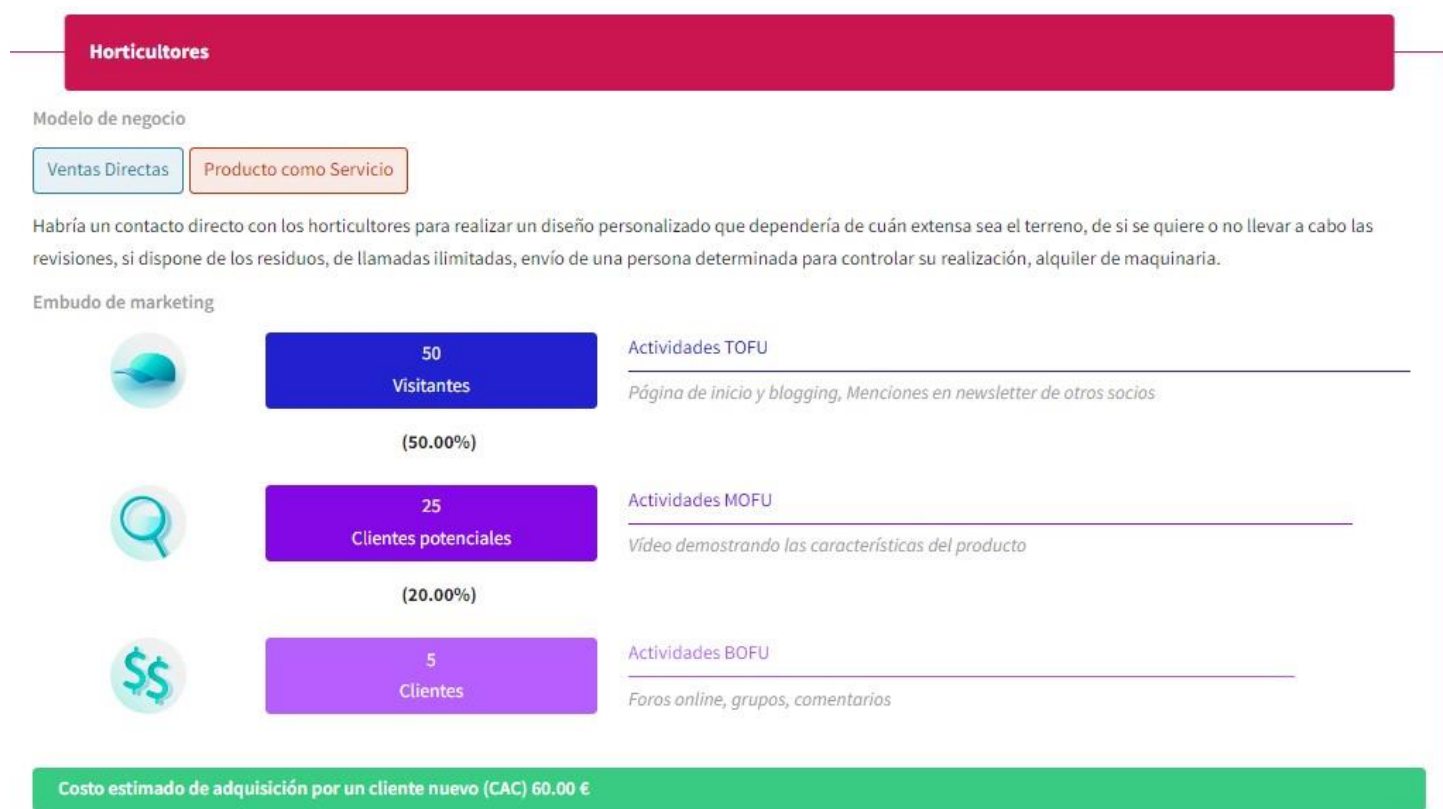 Horticultores
Modelo de negocio
Ventas Directas
Producto como Servicio
Habría un contacto directo con los horticultores para realizar un diseño personalizado que dependería de cuán extensa sea el terreno, de si se quiere o no llevar a cabo las
revisiones, si dispone de los residuos, de llamadas ilimitadas, envío de una persona determinada para controlar su realización, alquiler de maquinaria.
Embudo de marketing
50
Visitantes
Actividades TOFU
Página de inicio y blogging, Menciones en newsletter de otros socios
(50.00%)
25
Clientes potenciales
Actividades MOFU
Vídeo demostrando las características del producto
(20.00%)
$$
5
Clientes
Actividades BOFU
Foros online, grupos, comentarios
Costo estimado de adquisición por un cliente nuevo (CAC) 60.00 €